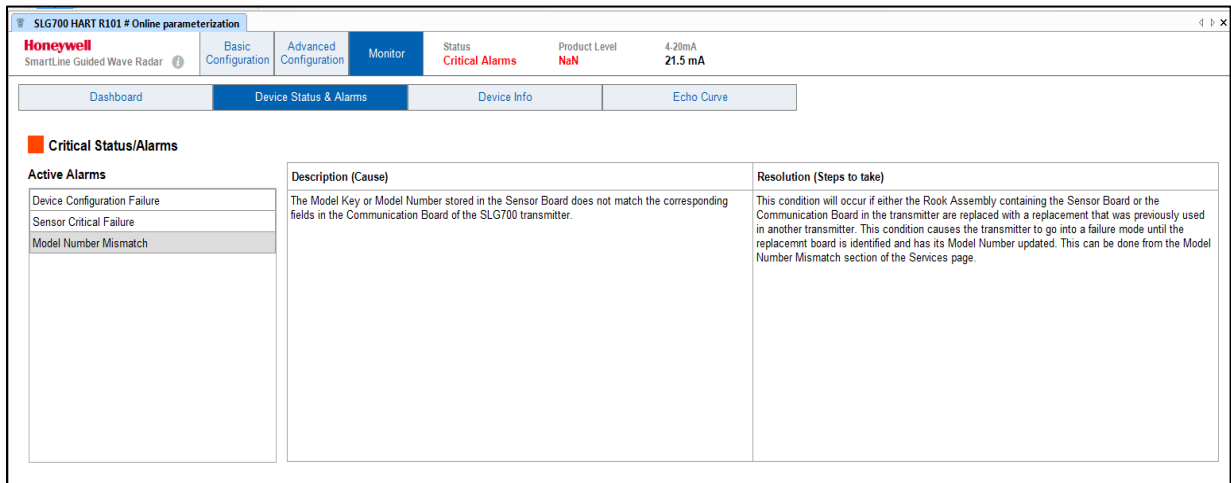 SLG700 HART R101 # Online parameterization
Honeywell
SmartLine Guided Wave Radar
Basic
Configuration
Advanced
Configuration
Monitor
Status
Critical Alarms
Product Level
NaN
4-20mA
21.5 mA
Dashboard
Device Status & Alarms
Device Info
Echo Curve
Critical Status/Alarms
Active Alarms
Device Configuration Failure
Sensor Critical Failure
Model Number Mismatch
Description (Cause)
The Model Key or Model Number stored in the Sensor Board does not match the corresponding
fields in the Communication Board of the SLG700 transmitter.
Resolution (Steps to take)
This condition will occur if either the Rook Assembly containing the Sensor Board or the
Communication Board in the transmitter are replaced with a replacement that was previously used
in another transmitter. This condition causes the transmitter to go into a failure mode until the
replacemnt board is identified and has its Model Number updated. This can be done from the Model
Number Mismatch section of the Services page.